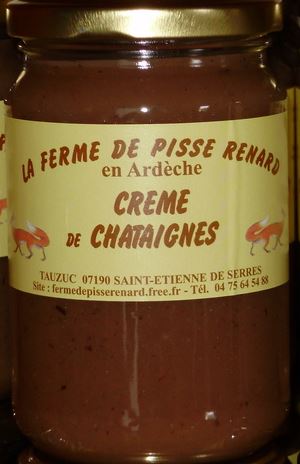 LA FERME DE PISSE RENARD
en Ardèche
CREME
DE CHATAIGNES
TAUZUC 07190 SAINT-ETIENNE DE SERRES
Site : fermedepisserenard.free.fr - Tél. 04 75 64 54 88